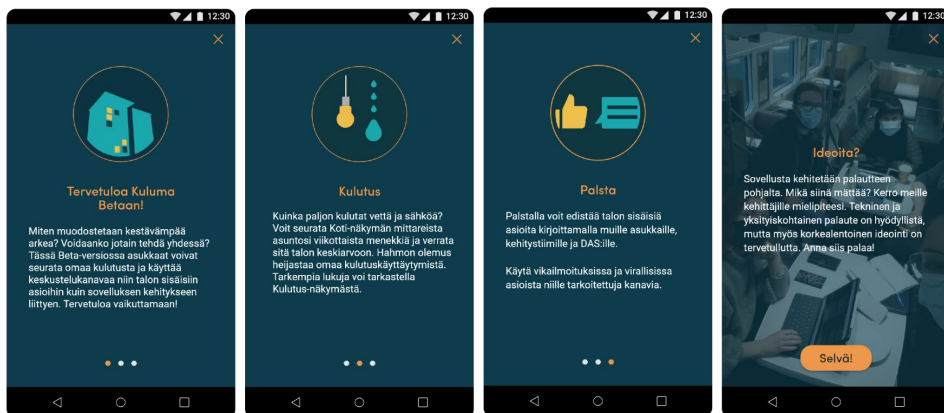 12:30
Tervetuloa Kuluma
Betaan!
Miten muodostetaan kestävämpää
arkea? Voidaanko jotain tehdä yhdessä?
Tässä Beta-versiossa asukkaat voivat
seurata omaa kulutusta ja käyttää
keskustelukanavaa niin talon sisäisiin
asioihin kuin sovelluksen kehitykseen
liittyen. Tervetuloa vaikuttamaan!
12:30
Kulutus
Kuinka paljon kulutat vettä ja sähköä?
Voit seurata Koti-näkymän mittareista
asuntosi viikottaista menekkiä ja verrata
sitä talon keskiarvoon. Hahmon olemus
heijastaa omaa kulutuskäyttäytymistä.
Tarkempia lukuja voi tarkastella
Kulutus-näkymästä.
12:30
Palsta
Palstalla voit edistää talon sisäisiä
asioita kirjoittamalla muille asukkaille,
kehitystiimille ja DAS:ille.
Käytä vikailmoituksissa ja virallisissa
asioista niille tarkoitettuja kanavia.
12:30
Ideoita?
Sovellusta kehitetään palautteen
pohjalta. Mikä siinä mättää? Kerro meille
kehittäjille mielipiteesi. Tekninen ja
yksityiskohtainen palaute on hyödyllistä,
mutta myös korkealentoinen ideointi on
tervetullutta. Anna siis palaa!
Selvä!